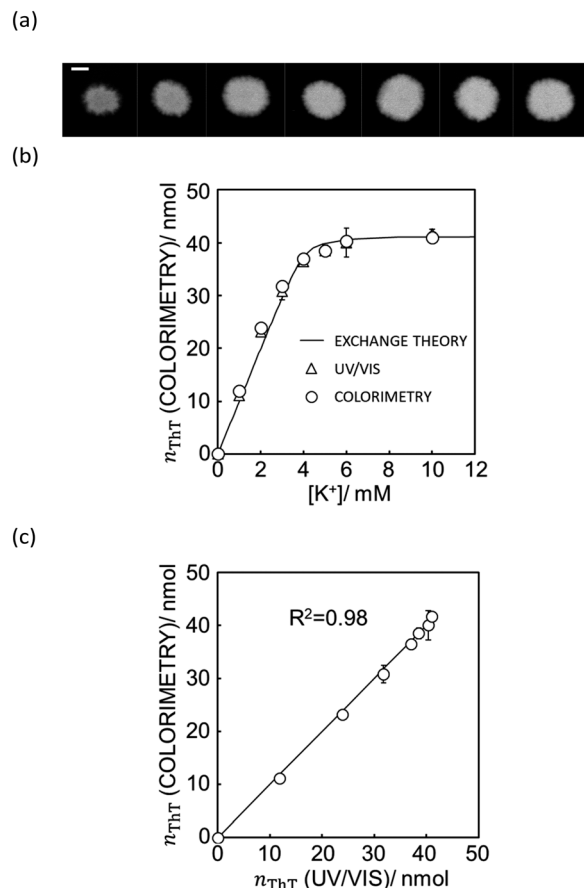 (a)
(b)
50
40
30
20
10
0
n_ThT (COLORIMETRY)/ nmol
EXCHANGE THEORY
UV/VIS
COLORIMETRY
0 2 4 6 8 10 12
[K⁺]/ mM
(c)
50
40
30
20
10
0
n_ThT (COLORIMETRY)/ nmol
R²=0.98
0 10 20 30 40 50
n_ThT (UV/VIS)/ nmol